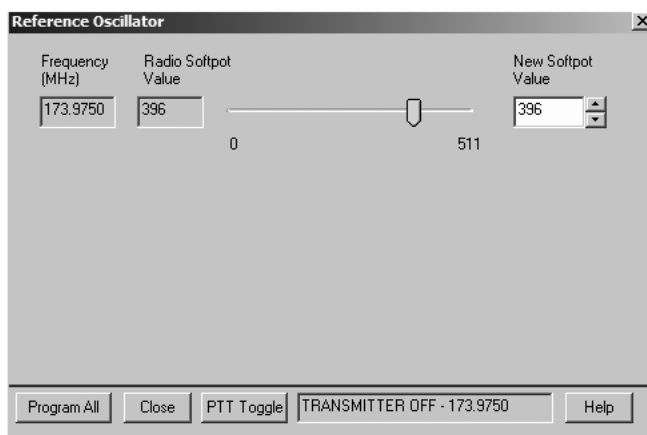 Reference Oscillator
Frequency (MHz)
Radio Softpot Value
New Softpot Value
173.9750
396
396
0
511
Program All
Close
PTT Toggle
TRANSMITTER OFF - 173.9750
Help